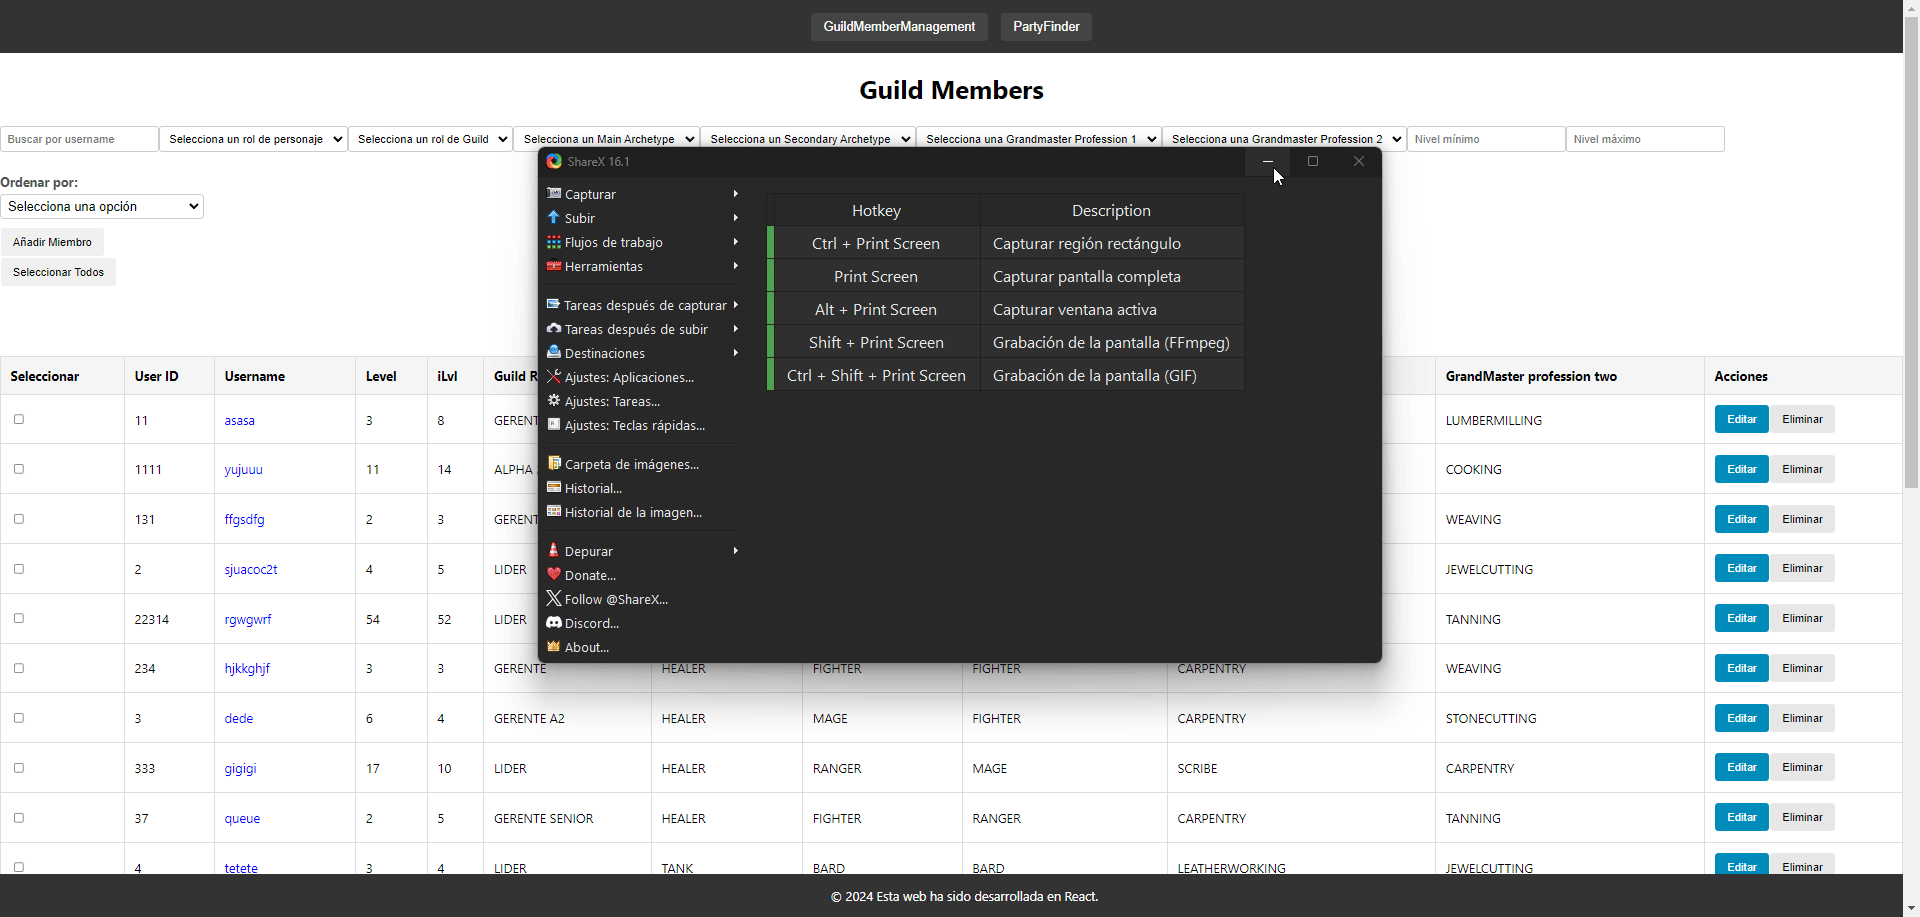 GuildMemberManagement PartyFinder
Guild Members
Buscar por username Selecciona un rol de personaje Selecciona un rol de Guild Selecciona un Main Archetype Selecciona un Secondary Archetype Selecciona una Grandmaster Profession 1 Selecciona una Grandmaster Profession 2 Nivel mínimo Nivel máximo
Ordenar por:
Selecciona una opción
Añadir Miembro
Seleccionar Todos
ShareX 16.1
Capturar
Subir
Flujos de trabajo
Herramientas
Tareas después de capturar
Tareas después de subir
Destinaciones
Ajustes: Aplicaciones...
Ajustes: Tareas...
Ajustes: Teclas rápidas...
Carpeta de imágenes...
Historial...
Historial de la imagen...
Depurar
Donate...
Follow @ShareX...
Discord...
About...
Hotkey Description
Ctrl + Print Screen Capturar región rectángulo
Print Screen Capturar pantalla completa
Alt + Print Screen Capturar ventana activa
Shift + Print Screen Grabación de la pantalla (FFmpeg)
Ctrl + Shift + Print Screen Grabación de la pantalla (GIF)
Seleccionar User ID Username Level iLvl Guild R GrandMaster profession two Acciones
11 asasa 3 8 GERENT LUMBERMILLING Editar Eliminar
1111 yujuuu 11 14 ALPHA COOKING Editar Eliminar
131 ffgsdfg 2 3 GERENT WEAVING Editar Eliminar
2 sjuacoc2t 4 5 LIDER JEWELCUTTING Editar Eliminar
22314 rgwgwrf 54 52 LIDER TANNING Editar Eliminar
234 hjkkghjf 3 3 GERENTE HEALER FIGHTER FIGHTER CARPENTRY WEAVING Editar Eliminar
3 dede 6 4 GERENTE A2 HEALER MAGE FIGHTER CARPENTRY STONECUTTING Editar Eliminar
333 gigigi 17 10 LIDER HEALER RANGER MAGE SCRIBE CARPENTRY Editar Eliminar
37 queue 2 5 GERENTE SENIOR HEALER FIGHTER RANGER CARPENTRY TANNING Editar Eliminar
4 tetete 3 4 LIDER TANK BARD BARD LEATHERWORKING JEWELCUTTING Editar Eliminar
© 2024 Esta web ha sido desarrollada en React.